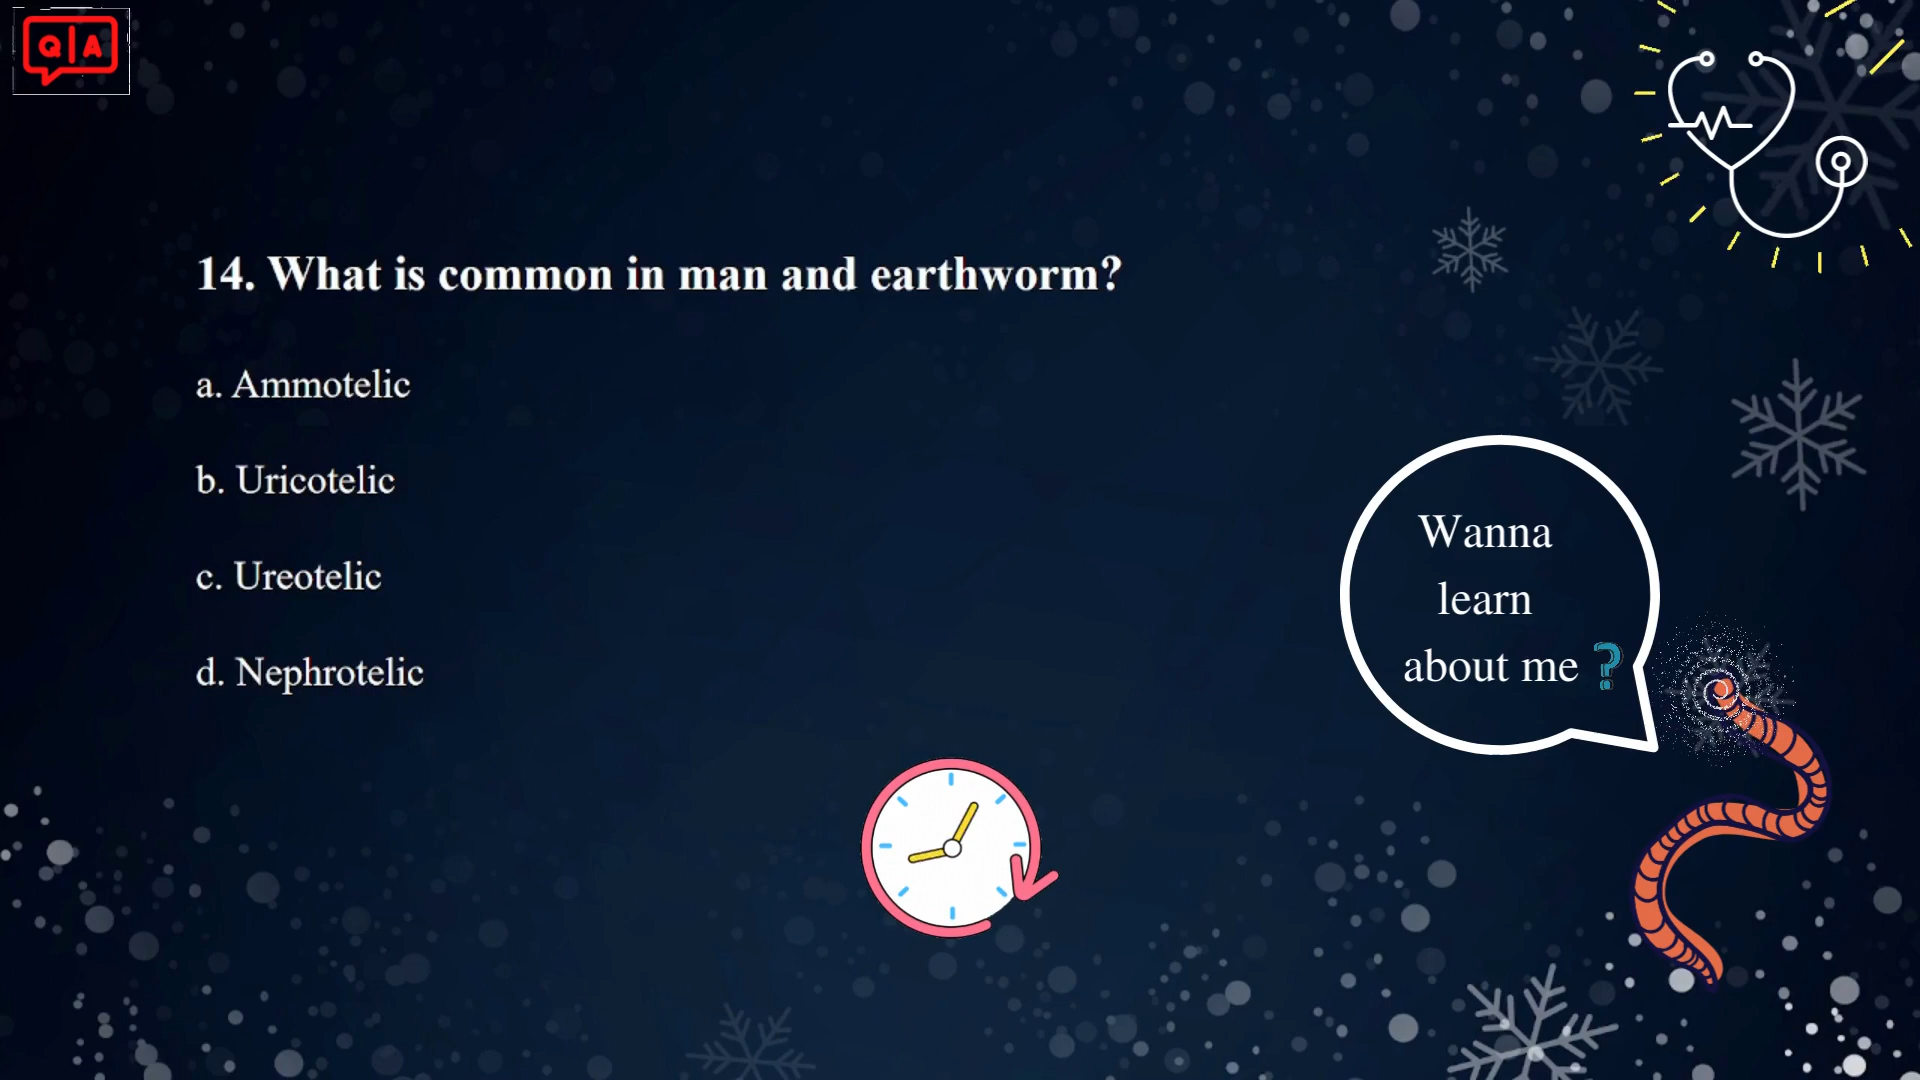 Q|A
14. What is common in man and earthworm?
a. Ammotelic
b. Uricotelic
c. Ureotelic
d. Nephrotelic
Wanna
learn
about me ?